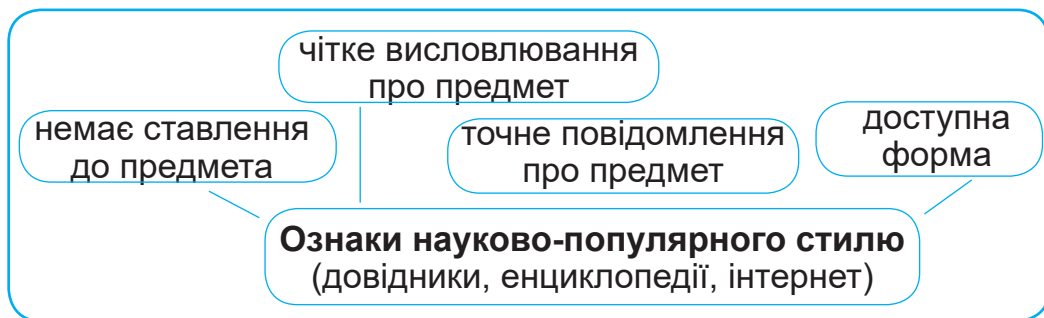 чітке висловлювання
про предмет
немає ставлення
до предмета
точне повідомлення
про предмет
доступна
форма
Ознаки науково-популярного стилю
(довідники, енциклопедії, інтернет)